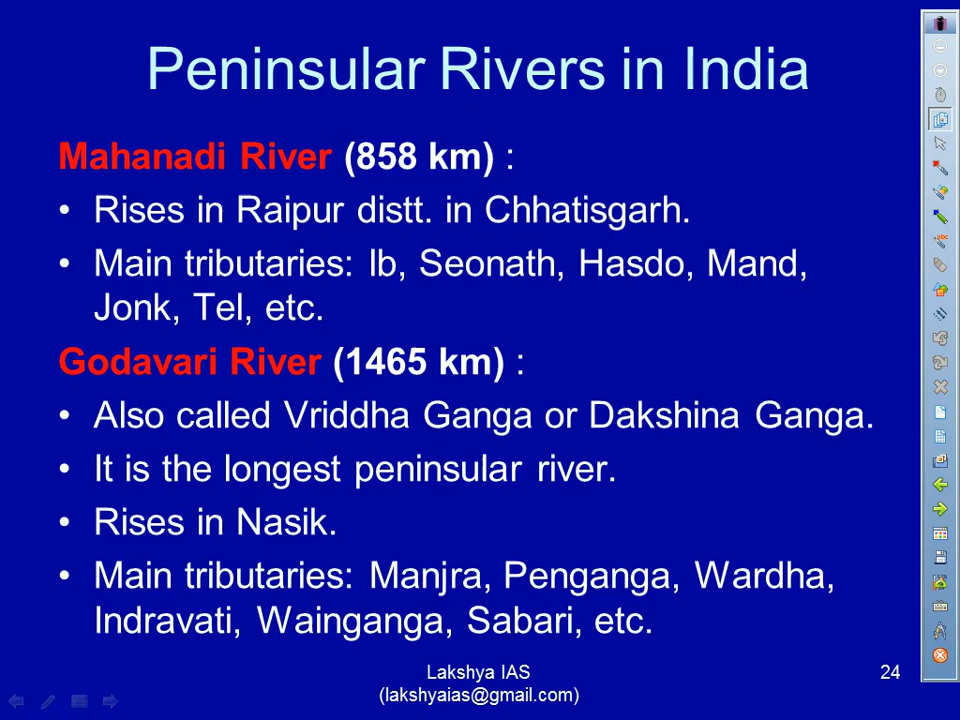 Peninsular Rivers in India
Mahanadi River (858 km) :
• Rises in Raipur distt. in Chhatisgarh.
• Main tributaries: Ib, Seonath, Hasdo, Mand,
Jonk, Tel, etc.
Godavari River (1465 km) :
• Also called Vriddha Ganga or Dakshina Ganga.
• It is the longest peninsular river.
• Rises in Nasik.
• Main tributaries: Manjra, Penganga, Wardha,
Indravati, Wainganga, Sabari, etc.
Lakshya IAS
(lakshyaias@gmail.com)
24